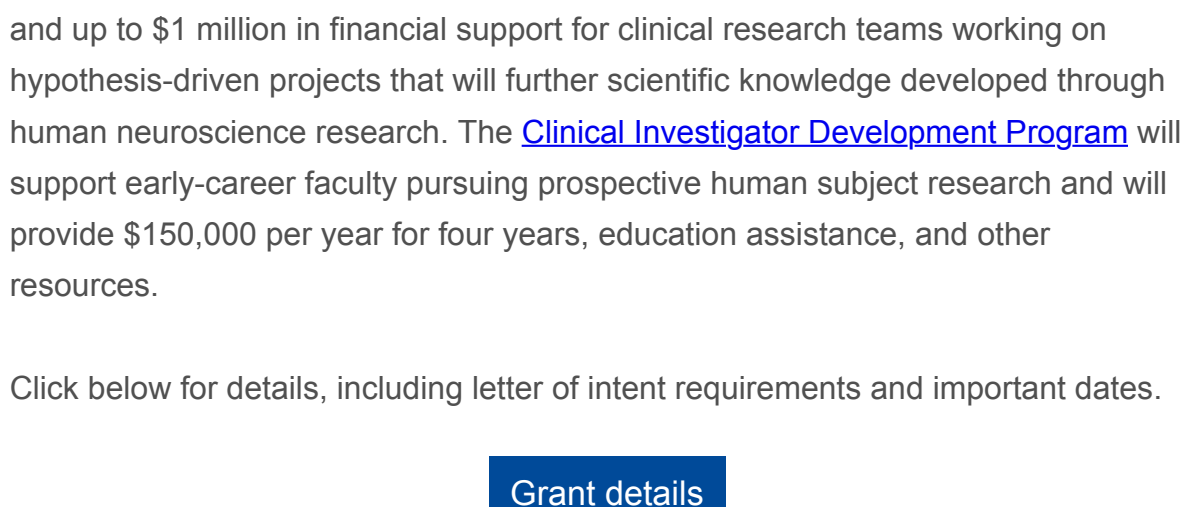 and up to $1 million in financial support for clinical research teams working on
hypothesis-driven projects that will further scientific knowledge developed through
human neuroscience research. The Clinical Investigator Development Program will
support early-career faculty pursuing prospective human subject research and will
provide $150,000 per year for four years, education assistance, and other
resources.
Click below for details, including letter of intent requirements and important dates.
Grant details